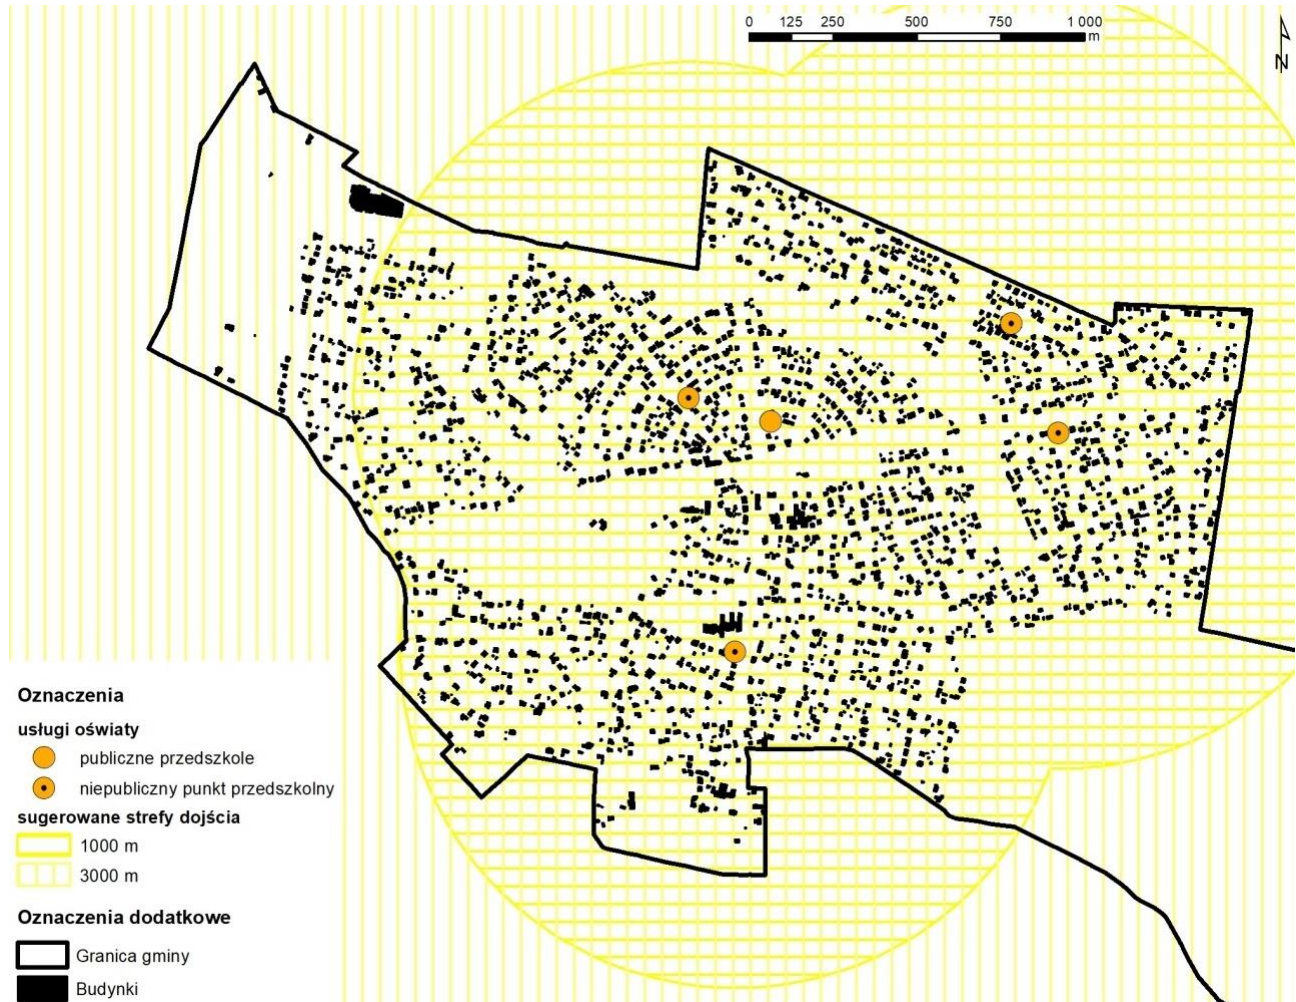 0 125 250 500 750 1 000
m
N
Oznaczenia
usługi oświaty
publiczne przedszkole
niepubliczny punkt przedszkolny
sugerowane strefy dojścia
1000 m
3000 m
Oznaczenia dodatkowe
Granica gminy
Budynki